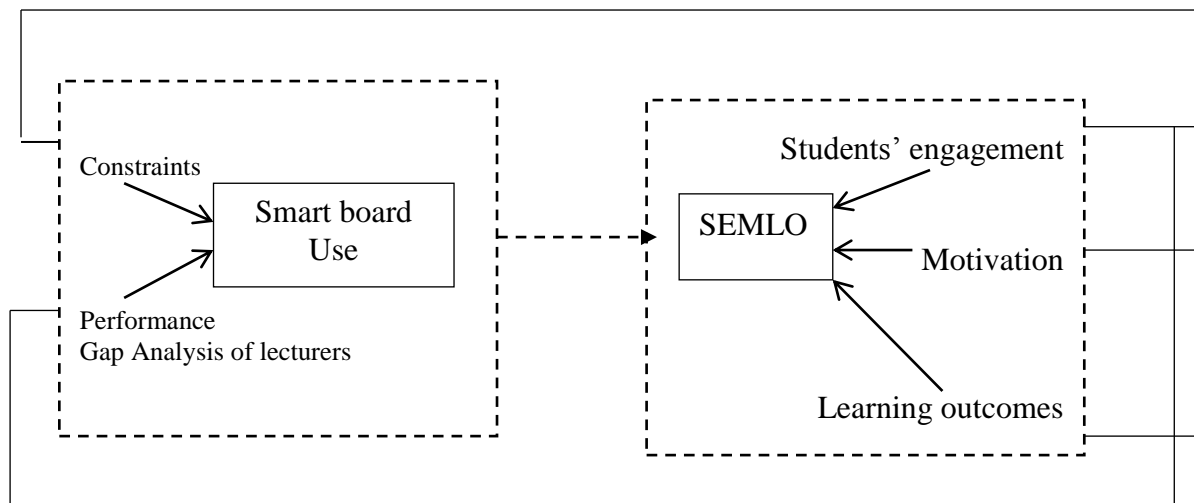 Constraints
Smart board
Use
Performance
Gap Analysis of lecturers
Students’ engagement
SEMLO
Motivation
Learning outcomes